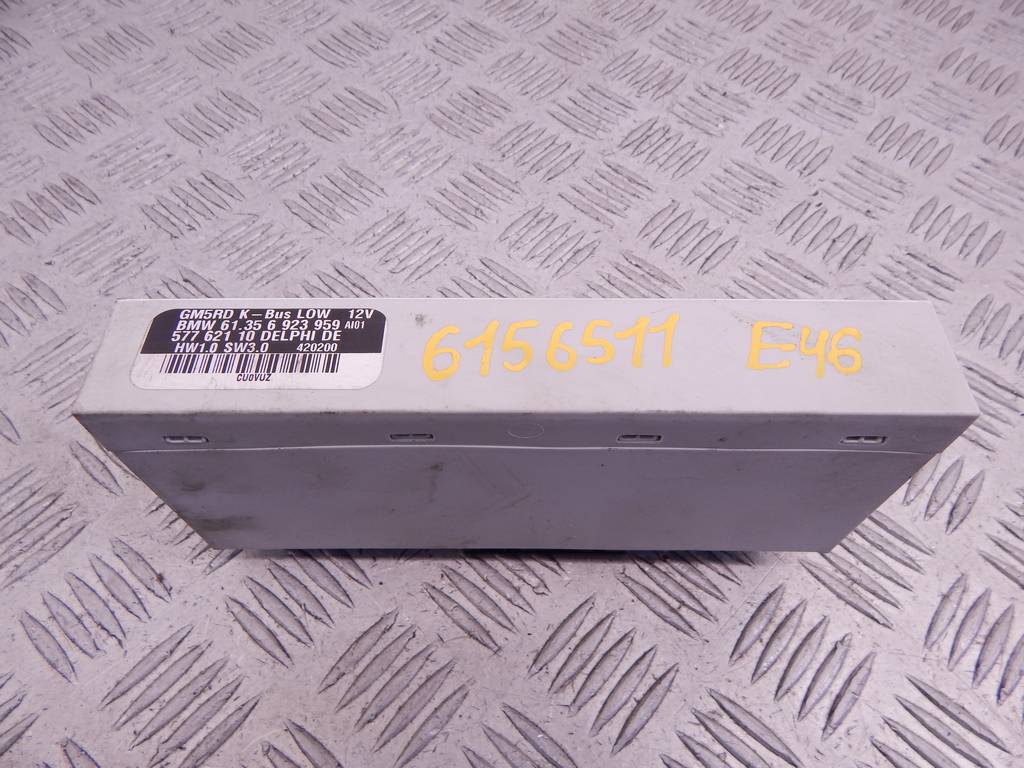 GM5RD K-Bus LOW 12V
BMW 61.35 6 923 959 AI01
577 621 10 DELPHI DE
HW1.0 SW3.0 420200
CU0VUZ
6156511 E46